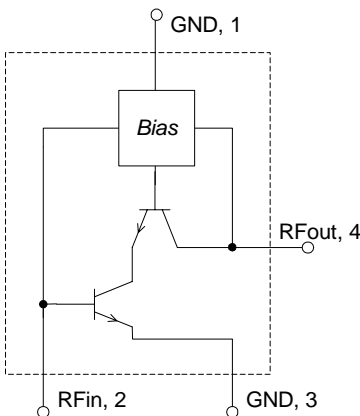 GND, 1
Bias
RFout, 4
RFin, 2
GND, 3